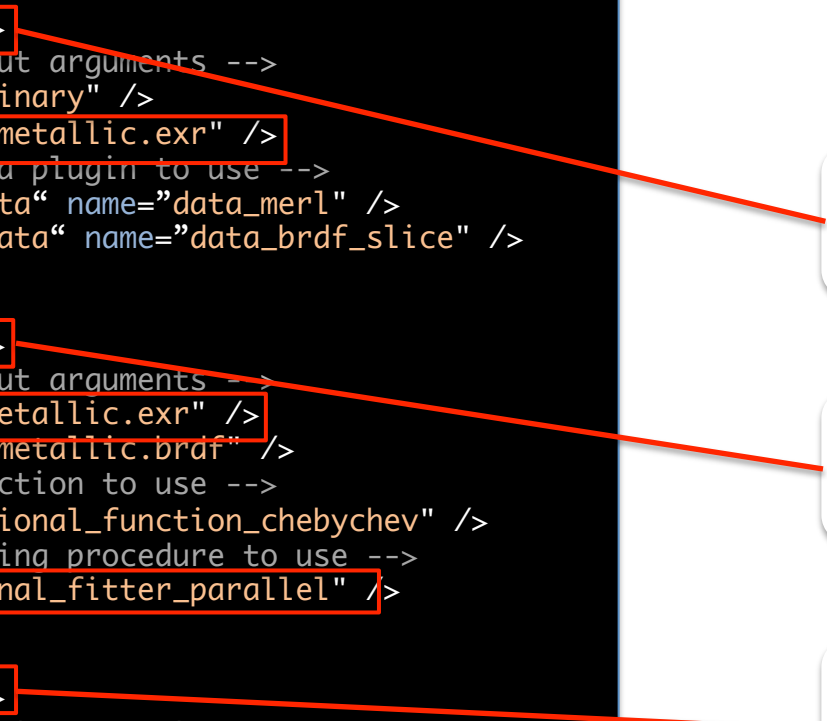 >
ut arguments -->
inary" />
metallic.exr" />
a plugin to use -->
ta“ name=”data_merl" />
ata“ name=”data_brdf_slice" />
>
ut arguments -->
etallic.exr" />
metallic.brdf" />
ction to use -->
ional_function_chebychev" />
ing procedure to use -->
nal_fitter_parallel" />
>